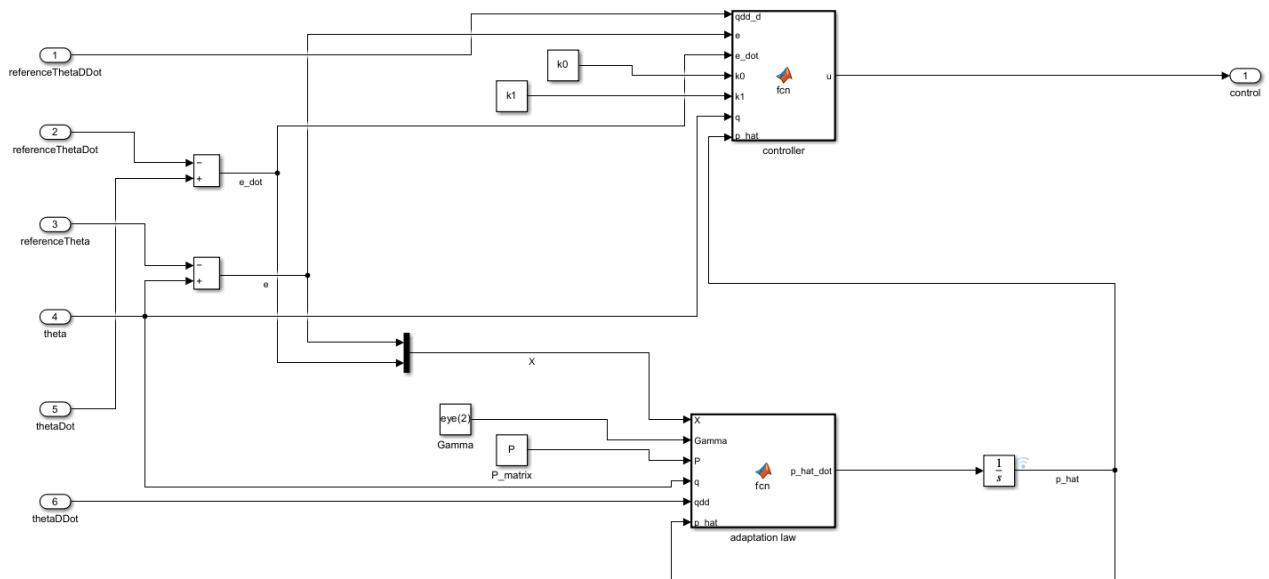 1
referenceThetaDDot
2
referenceThetaDot
3
referenceTheta
4
theta
5
thetaDot
6
thetaDDot
−
+
e_dot
−
+
e
k0
k1
qdd_d
e
e_dot
k0
k1
q
p_hat
fcn
u
controller
1
control
X
eye(2)
Gamma
P
P_matrix
X
Gamma
P
q
qdd
p_hat
fcn
p_hat_dot
adaptation law
1
s
p_hat